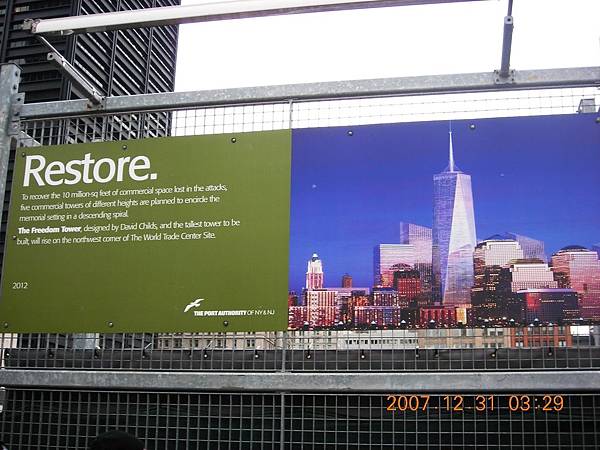 Restore.
To recover the 10 million-sq feet of commercial space lost in the attacks,
five commercial towers of different heights are planned to encircle the
memorial setting in a descending spiral.
The Freedom Tower, designed by David Childs, and the tallest tower to be
built, will rise on the northwest corner of The World Trade Center Site.
2012
THE PORT AUTHORITY OF NY & NJ
2007.12.31 03:29